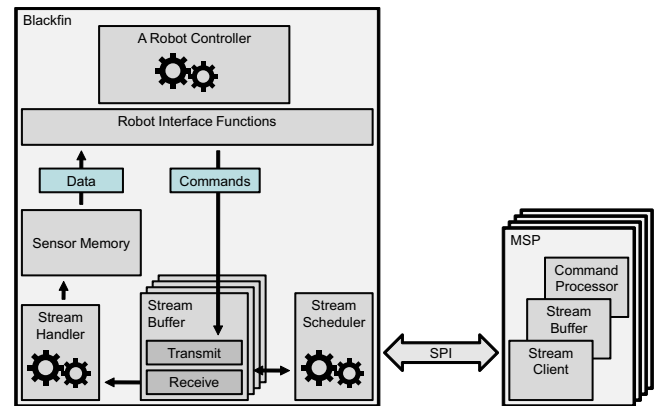 Blackfin
A Robot Controller
Robot Interface Functions
Data
Commands
Sensor Memory
MSP
Command
Processor
Stream
Handler
Stream
Buffer
Stream
Scheduler
Stream
Buffer
Transmit
SPI
Stream
Client
Receive